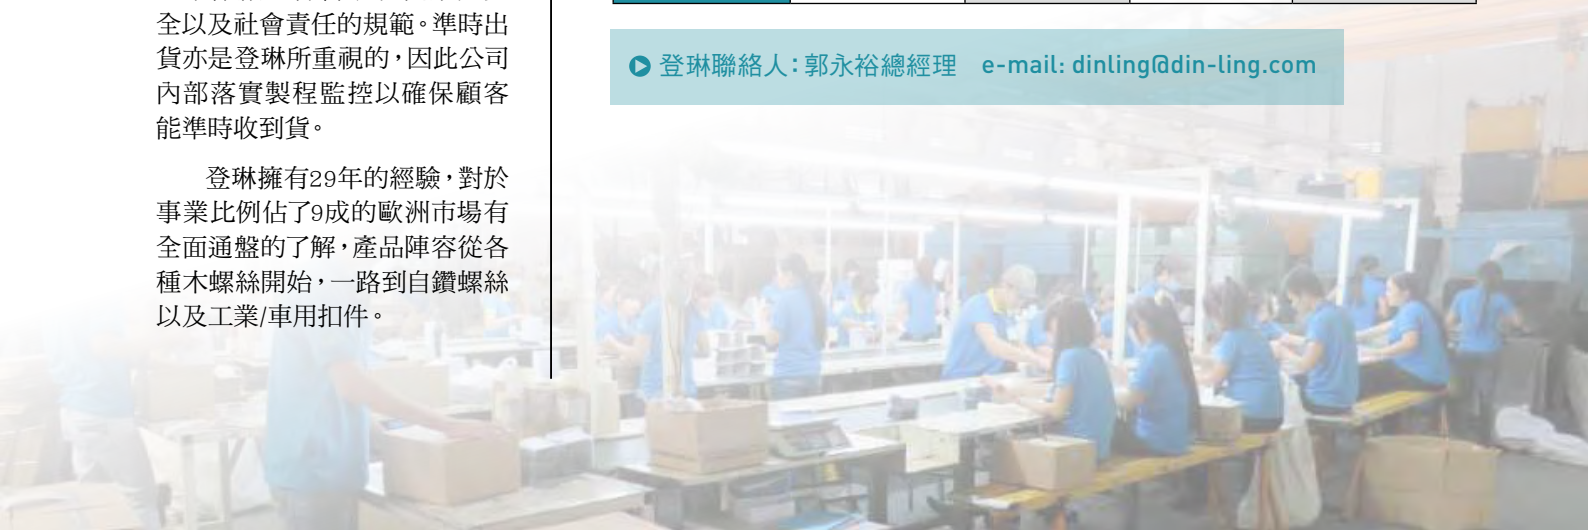 全以及社會責任的規範。準時出
貨亦是登琳所重視的，因此公司
內部落實製程監控以確保顧客
能準時收到貨。
登琳擁有29年的經驗，對於
事業比例佔了9成的歐洲市場有
全面通盤的了解，產品陣容從各
種木螺絲開始，一路到自鑽螺絲
以及工業/車用扣件。
登琳聯絡人：郭永裕總經理 e-mail: dinling@din-ling.com